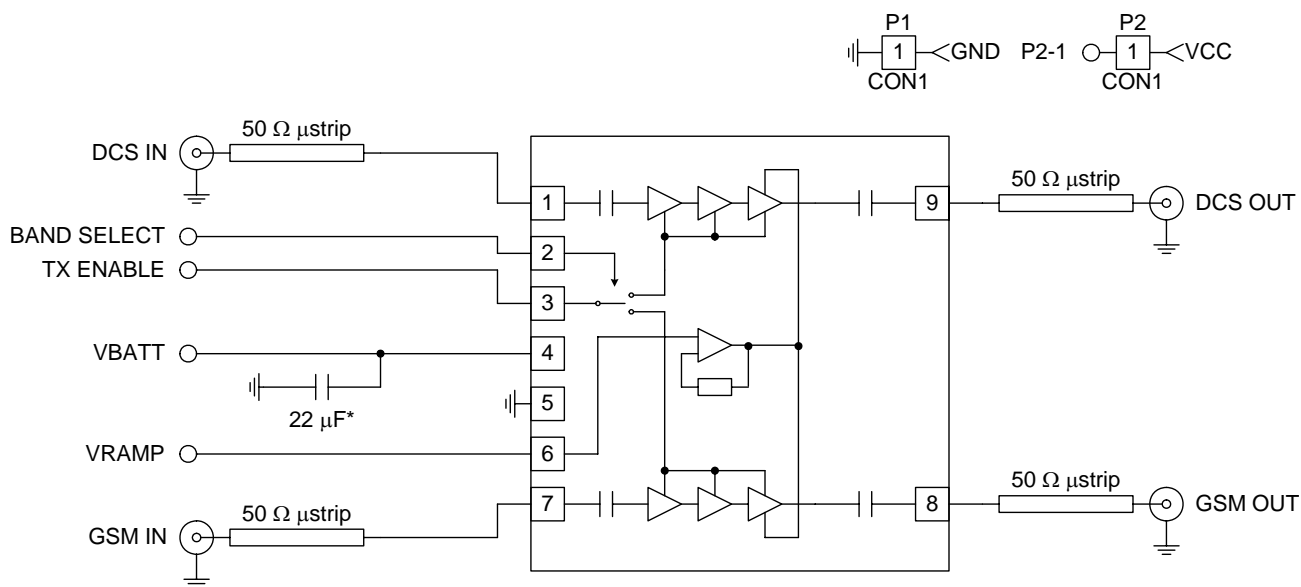 P1
1
GND
CON1
P2-1
P2
1
VCC
CON1
DCS IN
50 Ω µstrip
BAND SELECT
TX ENABLE
VBATT
22 µF*
VRAMP
GSM IN
50 Ω µstrip
1
2
3
4
5
6
7
9
8
50 Ω µstrip
DCS OUT
50 Ω µstrip
GSM OUT